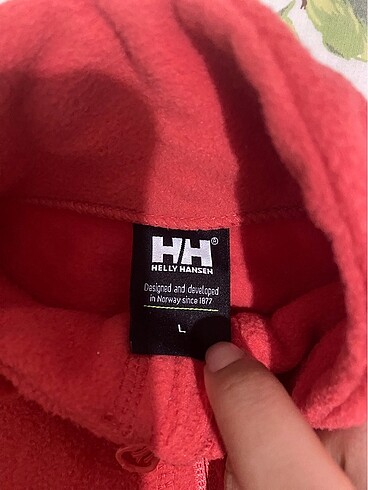 HH®
HELLY HANSEN
Designed and developed
in Norway since 1877
L